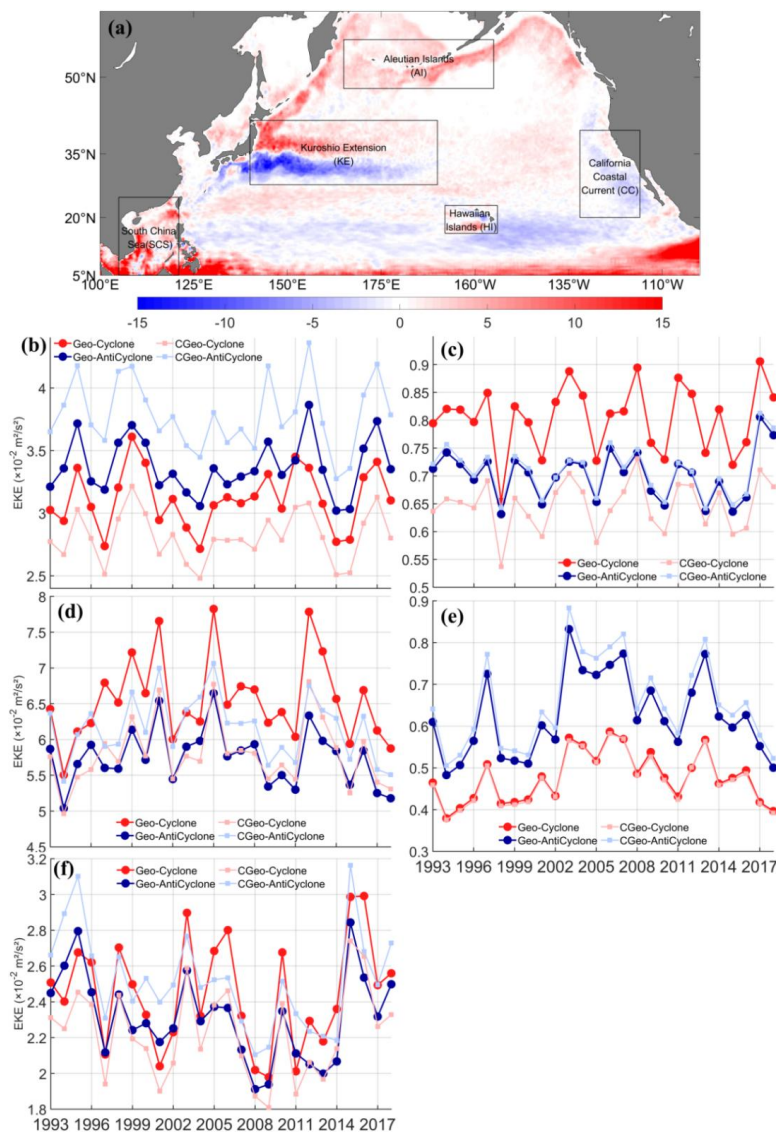 (a)
Aleutian Islands
(AI)
50°N
Kuroshio Extension
(KE)
35°N
California
Coastal
Current (CC)
20°N
Hawaiian
Islands (HI)
South China
Sea(SCS)
5°N
100°E 125°E 150°E 175°E 160°W 135°W 110°W
-15 -10 -5 0 5 10 15
(b)
Geo-Cyclone CGeo-Cyclone
Geo-AntiCyclone CGeo-AntiCyclone
EKE (×10⁻² m²/s²)
4
3.5
3
2.5
(c)
0.9
0.85
0.8
0.75
0.7
0.65
0.6
0.55
0.5
Geo-Cyclone CGeo-Cyclone
Geo-AntiCyclone CGeo-AntiCyclone
(d)
EKE (×10⁻² m²/s²)
8
7.5
7
6.5
6
5.5
5
4.5
Geo-Cyclone CGeo-Cyclone
Geo-AntiCyclone CGeo-AntiCyclone
(e)
0.9
0.8
0.7
0.6
0.5
0.4
0.3
Geo-Cyclone CGeo-Cyclone
Geo-AntiCyclone CGeo-AntiCyclone
1993 1996 1999 2002 2005 2008 2011 2014 2017
(f)
Geo-Cyclone CGeo-Cyclone
Geo-AntiCyclone CGeo-AntiCyclone
EKE (×10⁻² m²/s²)
3.2
3
2.8
2.6
2.4
2.2
2
1.8
1993 1996 1999 2002 2005 2008 2011 2014 2017